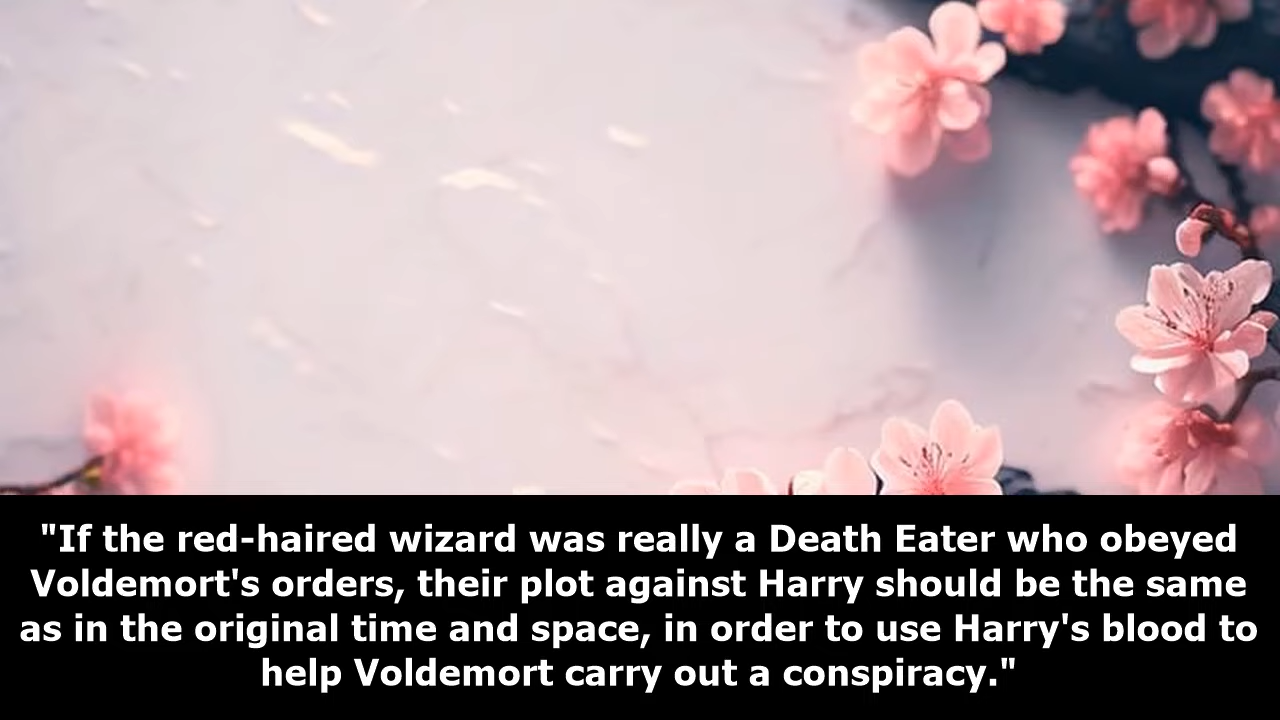 "If the red-haired wizard was really a Death Eater who obeyed
Voldemort's orders, their plot against Harry should be the same
as in the original time and space, in order to use Harry's blood to
help Voldemort carry out a conspiracy."